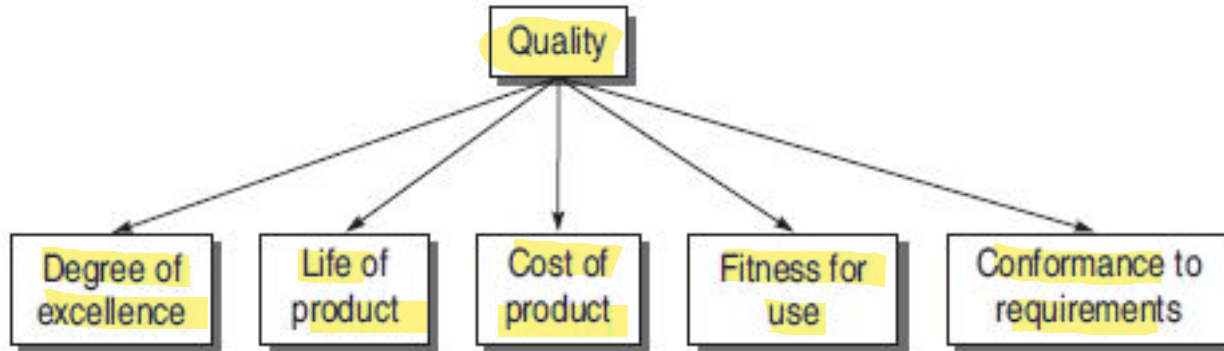 Quality
Degree of
excellence
Life of
product
Cost of
product
Fitness for
use
Conformance to
requirements